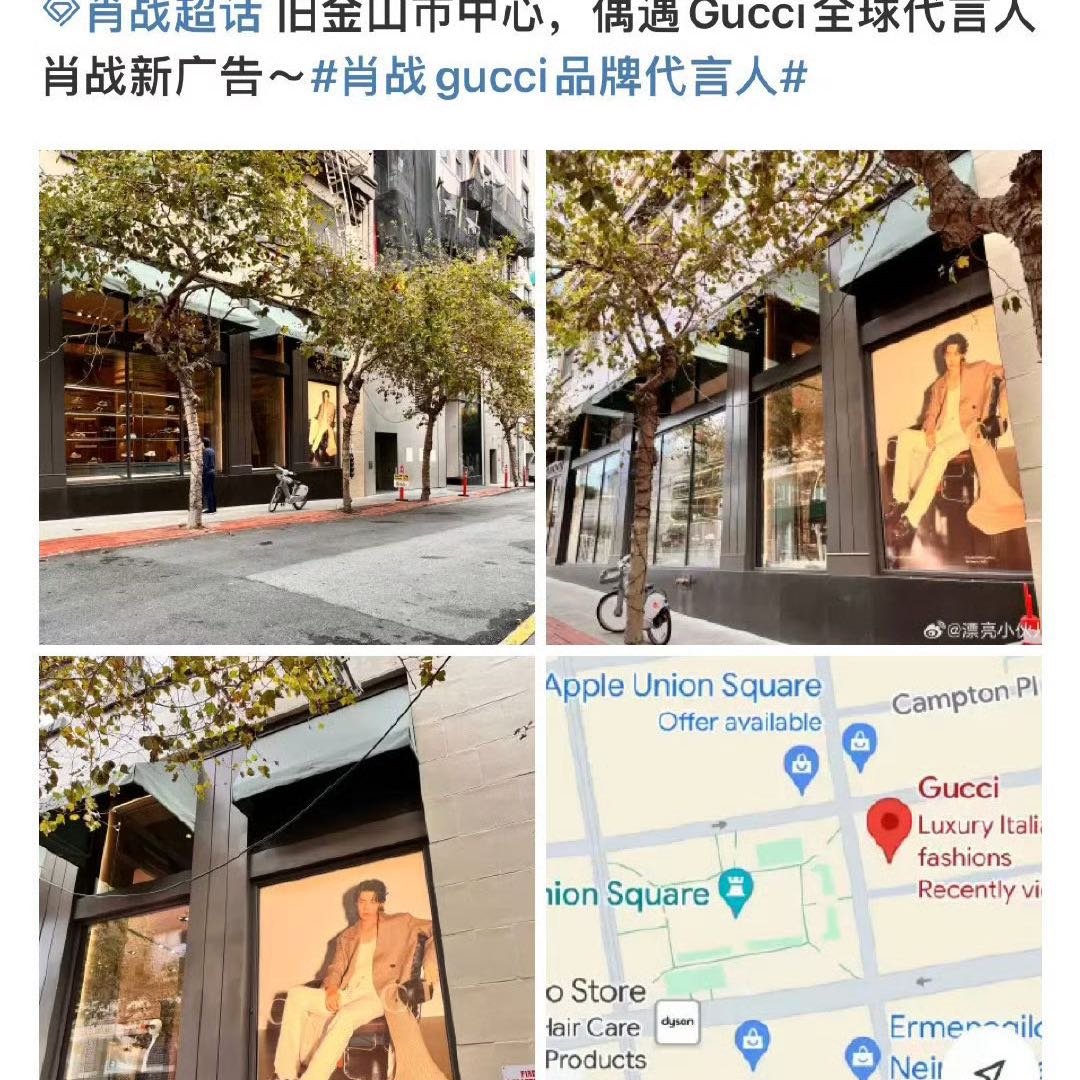 肖战超话 旧金山市中心，偶遇Gucci全球代言人
肖战新广告～#肖战gucci品牌代言人#
@漂亮小伙
Apple Union Square
Offer available
Campton Pl
Gucci
Luxury Itali
fashions
Recently vi
nion Square
o Store
Hair Care
Products
dyson
Ermenegildo
Nei